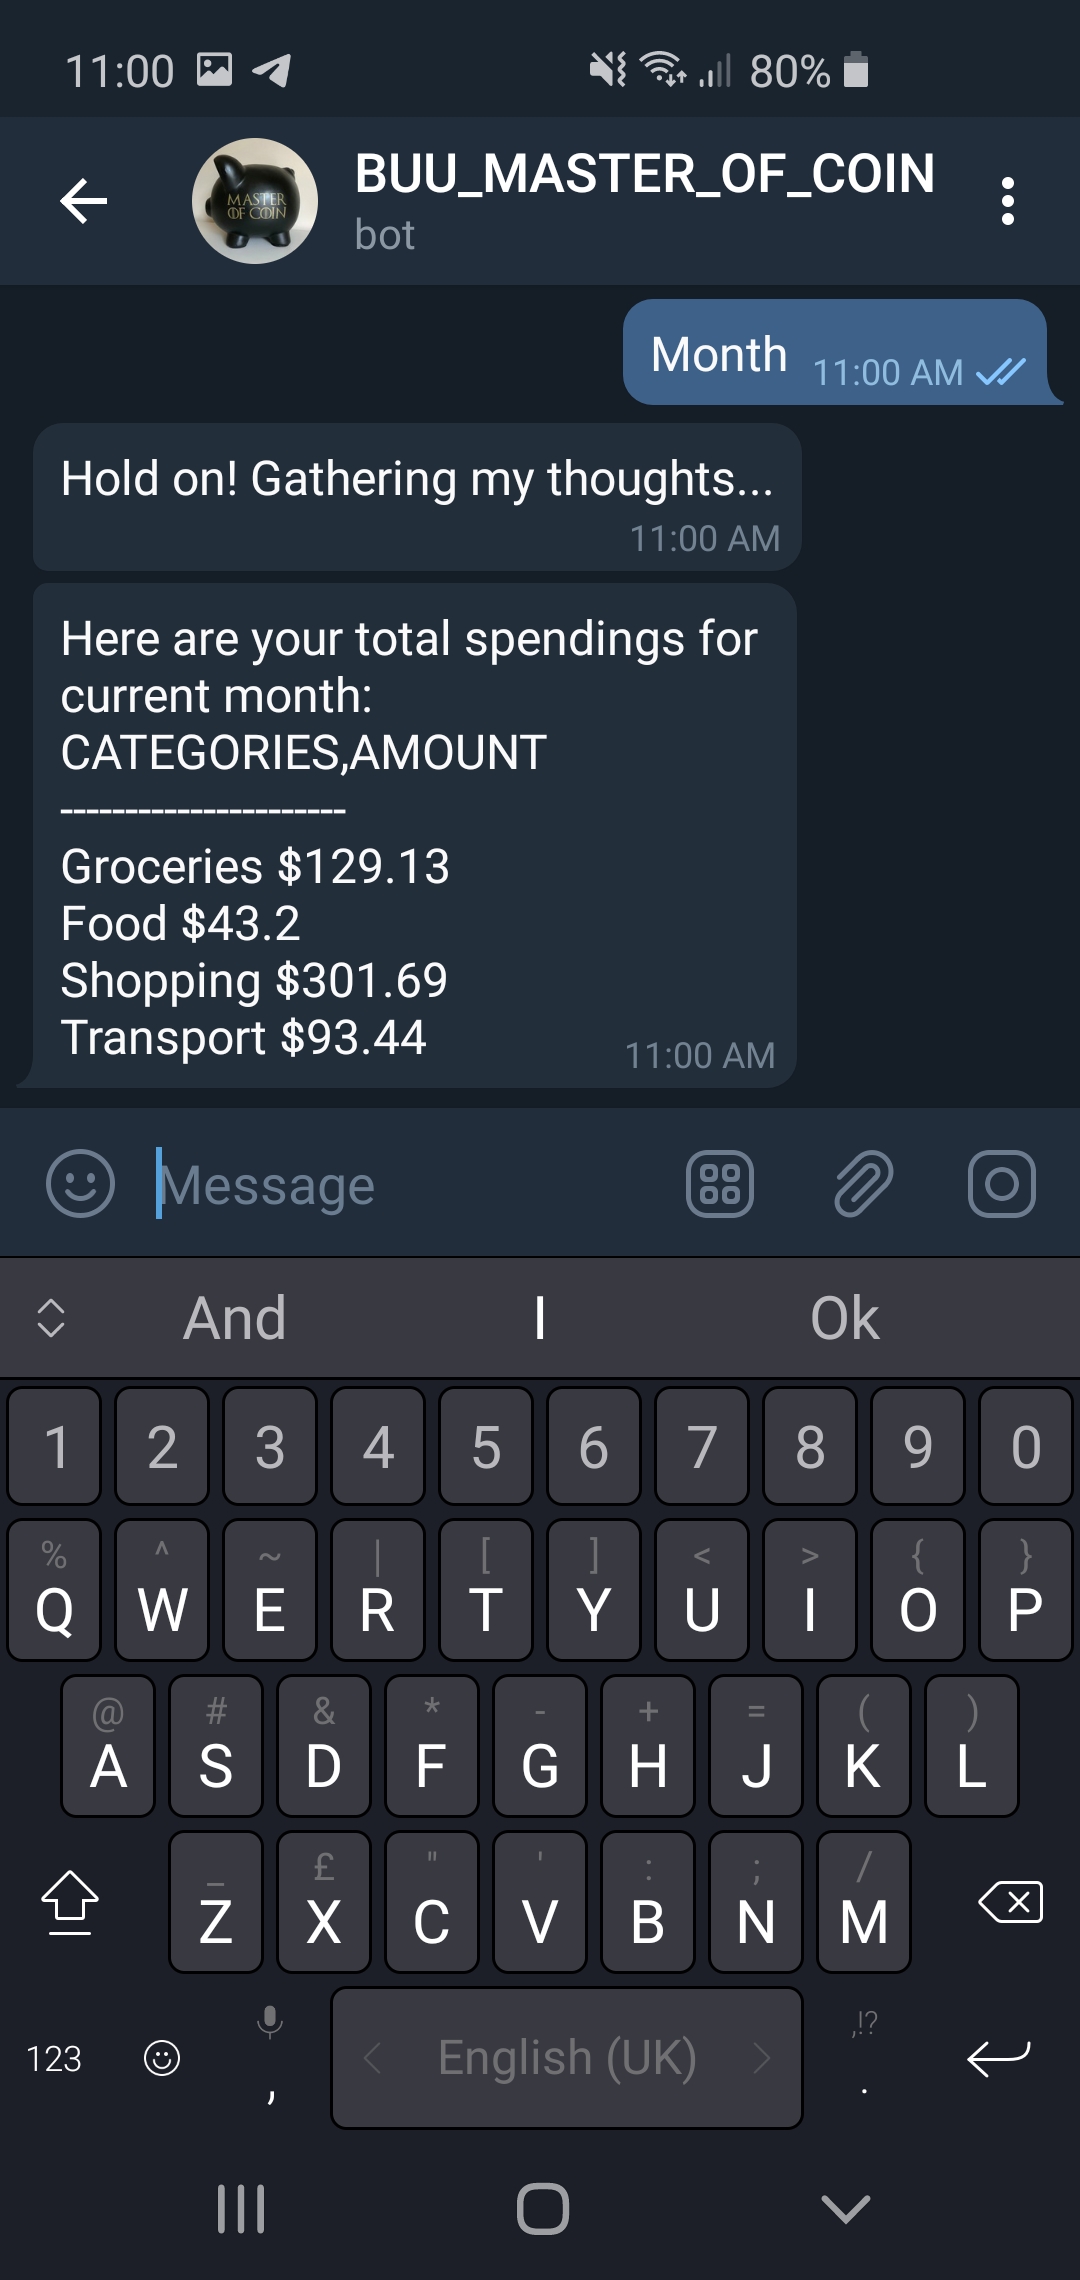 11:00 80%
MASTER
OF COIN
BUU_MASTER_OF_COIN
bot
Month 11:00 AM
Hold on! Gathering my thoughts...
11:00 AM
Here are your total spendings for
current month:
CATEGORIES,AMOUNT
----------------------
Groceries $129.13
Food $43.2
Shopping $301.69
Transport $93.44
11:00 AM
Message
And I Ok
1 2 3 4 5 6 7 8 9 0
% ^ ~ | [ ] < > { }
Q W E R T Y U I O P
@ # & * - + = ( )
A S D F G H J K L
_ £ " ' : ; /
Z X C V B N M
,!?
123 , < English (UK) > .